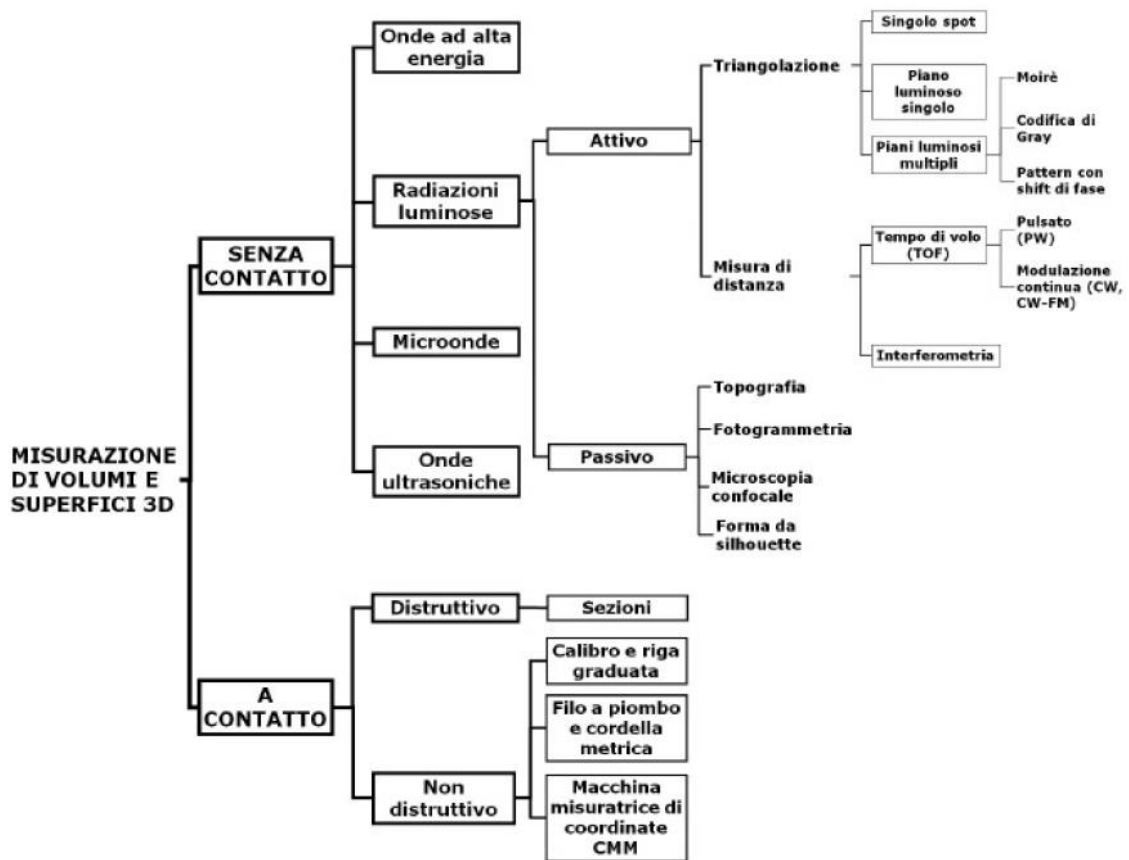 MISURAZIONE
DI VOLUMI E
SUPERFICI 3D
SENZA
CONTATTO
Onde ad alta
energia
Radiazioni
luminose
Attivo
Triangolazione
Singolo spot
Piano
luminoso
singolo
Piani luminosi
multipli
Moirè
Codifica di
Gray
Pattern con
shift di fase
Misura di
distanza
Tempo di volo
(TOF)
Pulsato
(PW)
Modulazione
continua (CW,
CW-FM)
Interferometria
Passivo
Topografia
Fotogrammetria
Microscopia
confocale
Forma da
silhouette
Microonde
Onde
ultrasoniche
A
CONTATTO
Distruttivo
Sezioni
Non
distruttivo
Calibro e riga
graduata
Filo a piombo
e cordella
metrica
Macchina
misuratrice di
coordinate
CMM